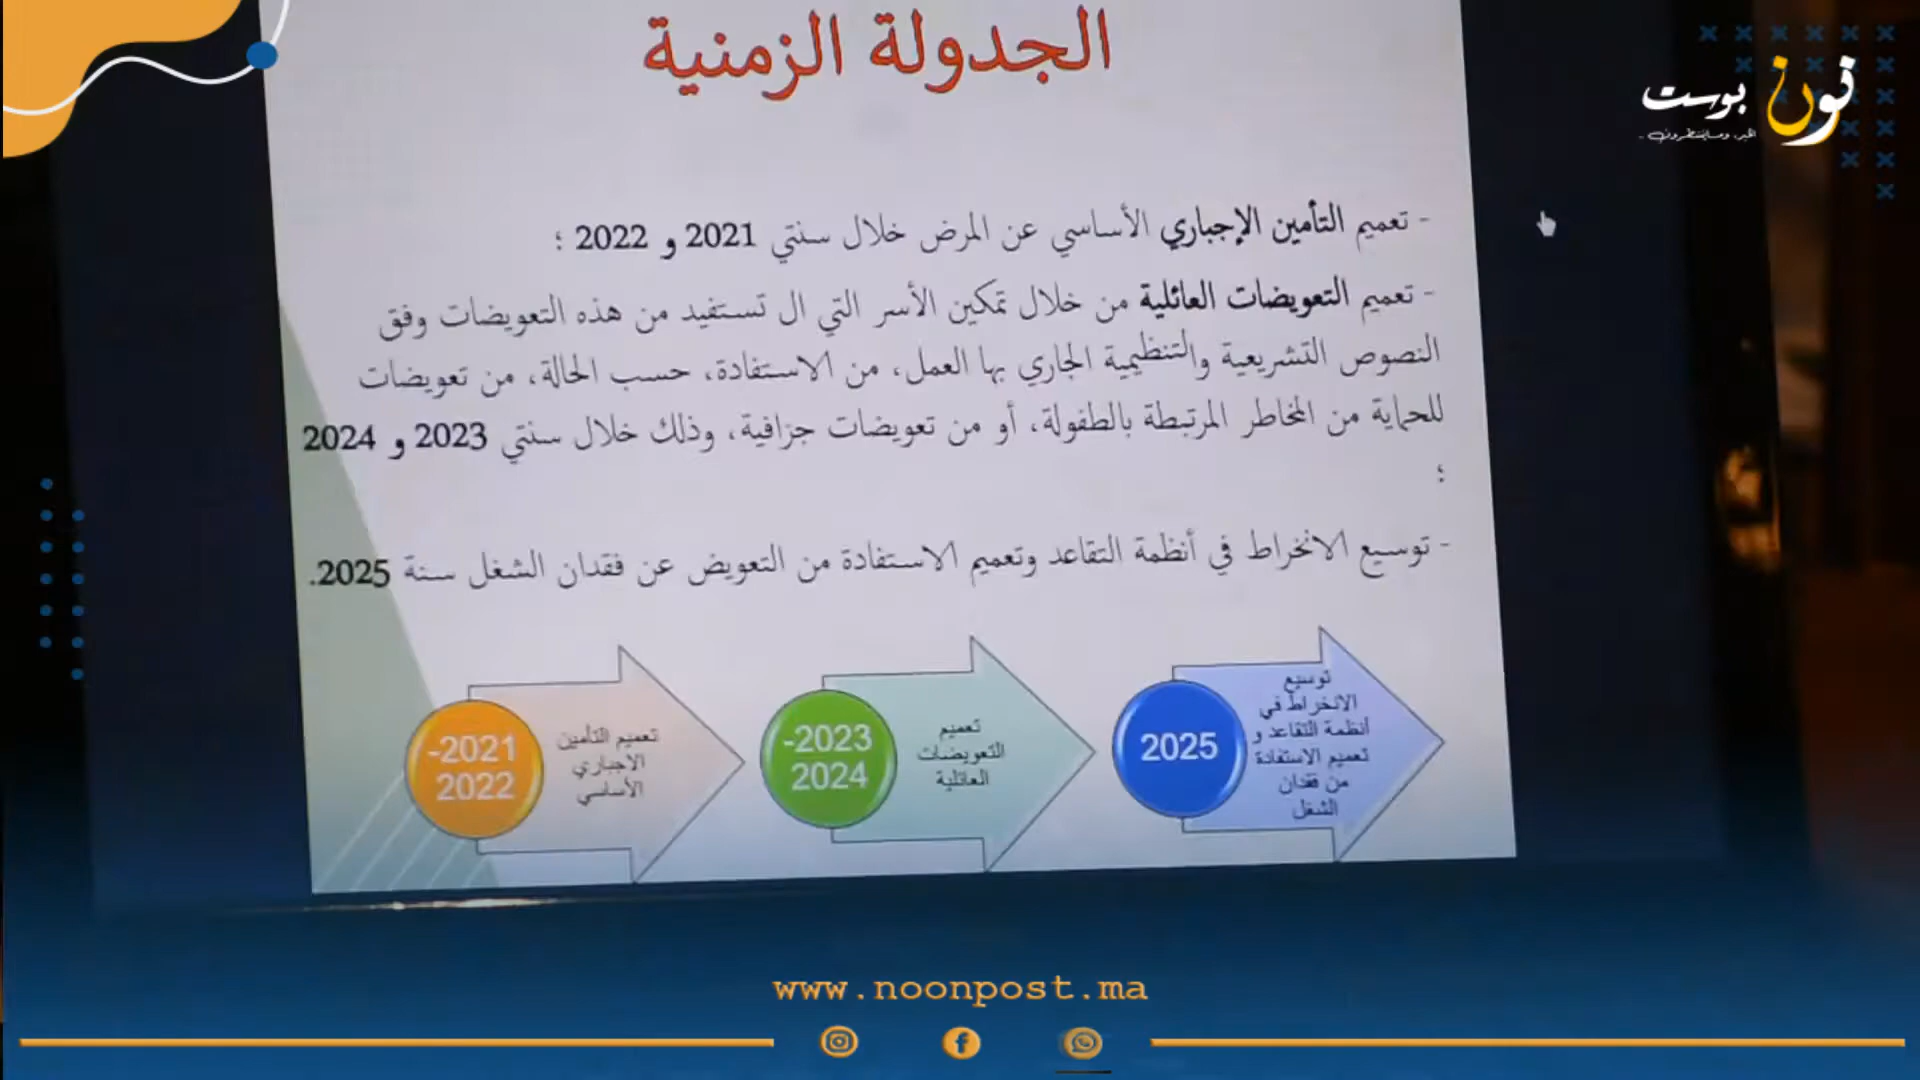 الجدولة الزمنية
نون بوست
- تعميم التأمين الإجباري الأساسي عن المرض خلال سنتي 2021 و 2022 ؛
- تعميم التعويضات العائلية من خلال تمكين الأسر التي ال تستفيد من هذه التعويضات وفق
النصوص التشريعية والتنظيمية الجاري بها العمل، من الاستفادة، حسب الحالة، من تعويضات
للحماية من المخاطر المرتبطة بالطفولة، أو من تعويضات جزافية، وذلك خلال سنتي 2023 و 2024
؛
- توسيع الانخراط في أنظمة التقاعد وتعميم الاستفادة من التعويض عن فقدان الشغل سنة 2025.
2021-
2022
تعميم التأمين
الاجباري
الأساسي
2023-
2024
تعميم
التعويضات
العائلية
2025
توسيع
الانخراط في
أنظمة التقاعد و
تعميم الاستفادة
من فقدان
الشغل
www.noonpost.ma